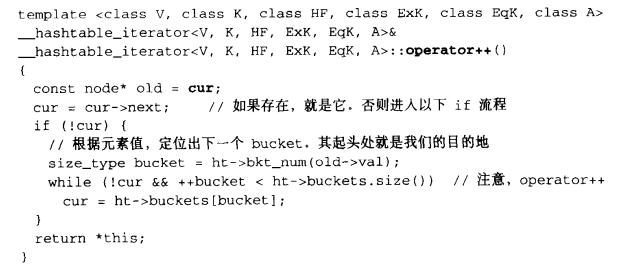 template <class V, class K, class HF, class ExK, class EqK, class A>
__hashtable_iterator<V, K, HF, ExK, EqK, A>&
__hashtable_iterator<V, K, HF, ExK, EqK, A>::operator++()
{
  const node* old = cur;
  cur = cur->next;      // 如果存在，就是它。否则进入以下 if 流程
  if (!cur) {
    // 根据元素值，定位出下一个 bucket。其起头处就是我们的目的地
    size_type bucket = ht->bkt_num(old->val);
    while (!cur && ++bucket < ht->buckets.size())  // 注意，operator++
      cur = ht->buckets[bucket];
  }
  return *this;
}